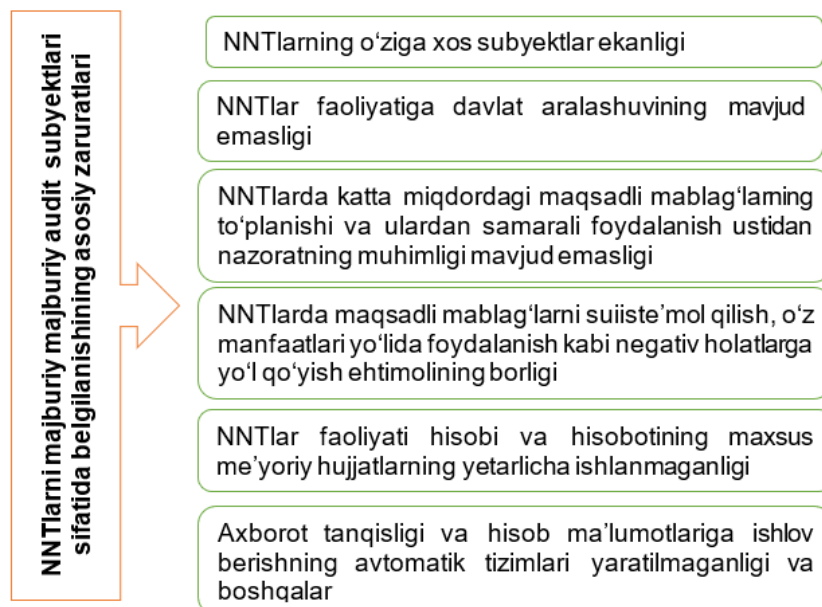 NNTlarni majburiy majburiy audit subyektlari
sifatida belgilanishining asosiy zaruratlari
NNTlarning o‘ziga xos subyektlar ekanligi
NNTlar faoliyatiga davlat aralashuvining mavjud
emasligi
NNTlarda katta miqdordagi maqsadli mablag‘larning
to‘planishi va ulardan samarali foydalanish ustidan
nazoratning muhimligi mavjud emasligi
NNTlarda maqsadli mablag‘larni suiiste’mol qilish, o‘z
manfaatlari yo‘lida foydalanish kabi negativ holatlarga
yo‘l qo‘yish ehtimolining borligi
NNTlar faoliyati hisobi va hisobotining maxsus
me’yoriy hujjatlarning yetarlicha ishlanmaganligi
Axborot tanqisligi va hisob ma’lumotlariga ishlov
berishning avtomatik tizimlari yaratilmaganligi va
boshqalar